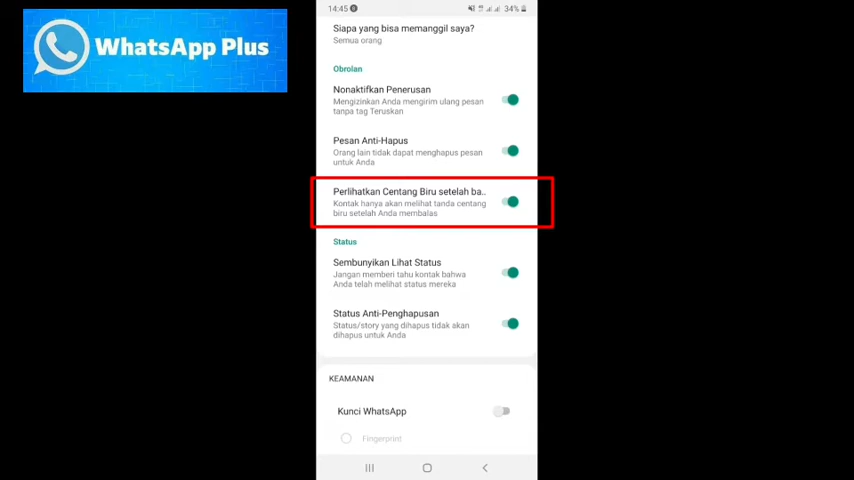 WhatsApp Plus
14:45
34%
Siapa yang bisa memanggil saya?
Semua orang
Obrolan
Nonaktifkan Penerusan
Mengizinkan Anda mengirim ulang pesan
tanpa tag Teruskan
Pesan Anti-Hapus
Orang lain tidak dapat menghapus pesan
untuk Anda
Perlihatkan Centang Biru setelah ba..
Kontak hanya akan melihat tanda centang
biru setelah Anda membalas
Status
Sembunyikan Lihat Status
Jangan memberi tahu kontak bahwa
Anda telah melihat status mereka
Status Anti-Penghapusan
Status/story yang dihapus tidak akan
dihapus untuk Anda
KEAMANAN
Kunci WhatsApp
Fingerprint